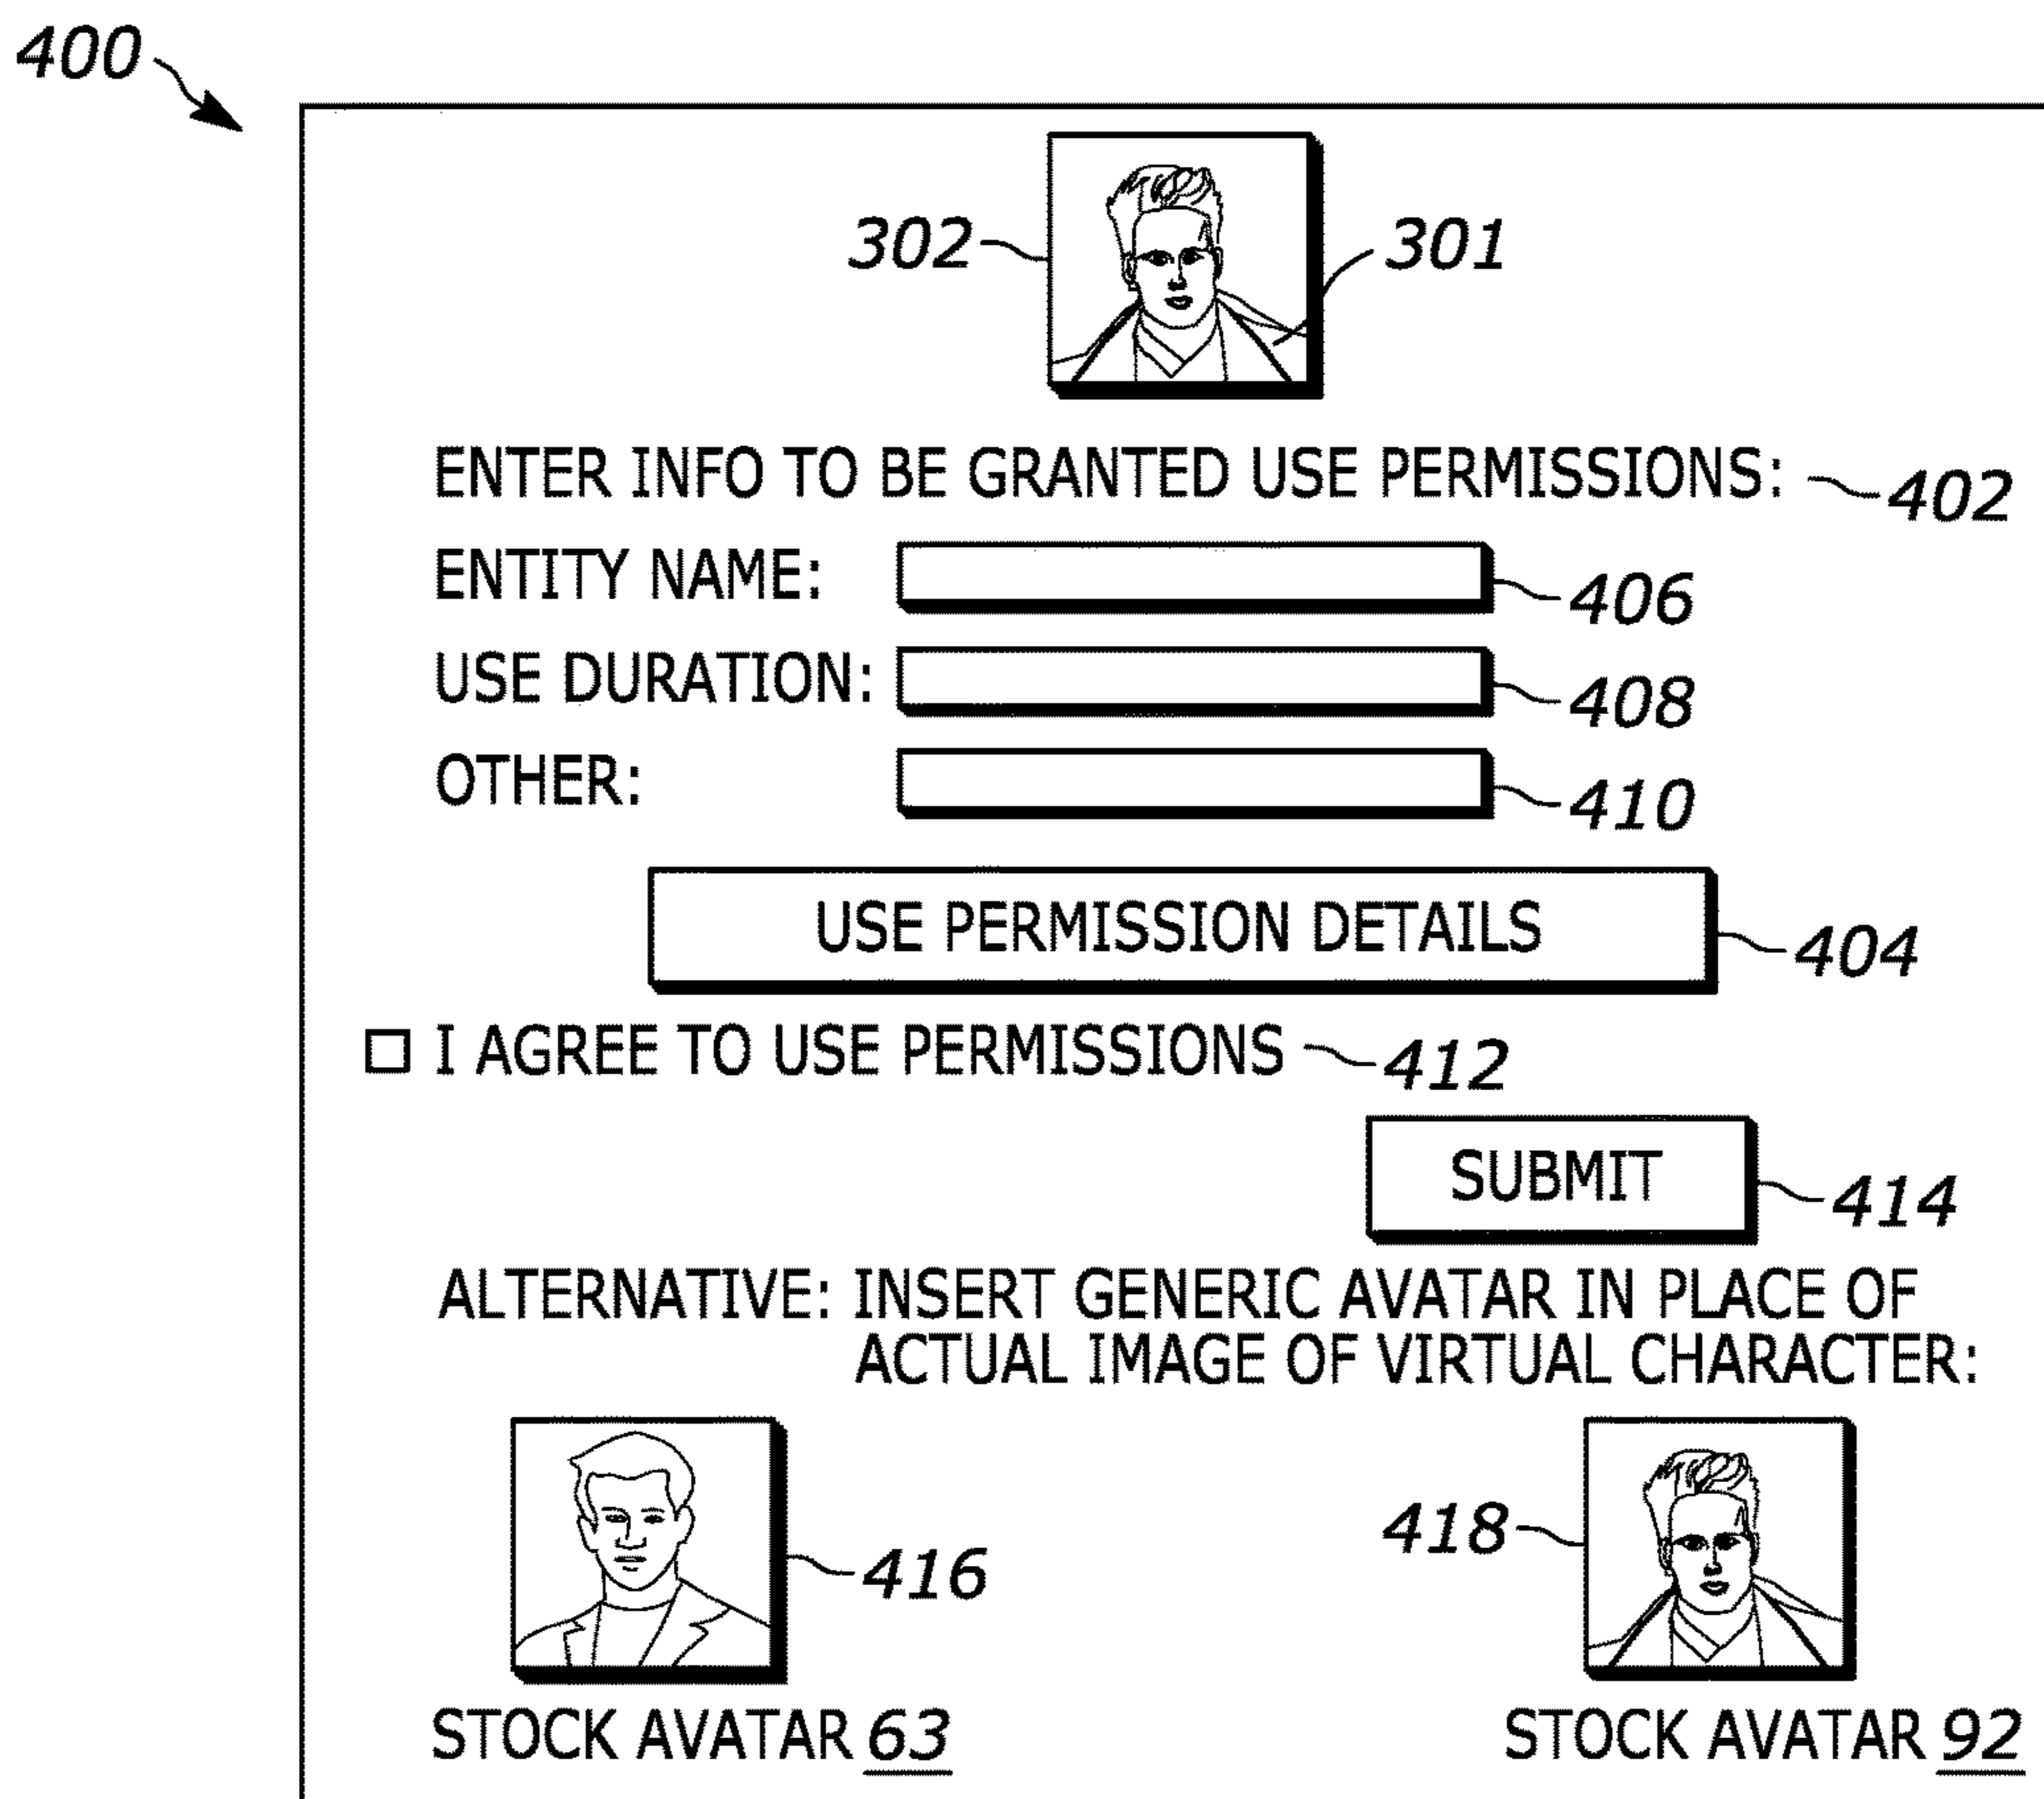 400
302
301
ENTER INFO TO BE GRANTED USE PERMISSIONS: 402
ENTITY NAME: 406
USE DURATION: 408
OTHER: 410
USE PERMISSION DETAILS 404
I AGREE TO USE PERMISSIONS 412
SUBMIT 414
ALTERNATIVE: INSERT GENERIC AVATAR IN PLACE OF
ACTUAL IMAGE OF VIRTUAL CHARACTER:
416
418
STOCK AVATAR 63
STOCK AVATAR 92